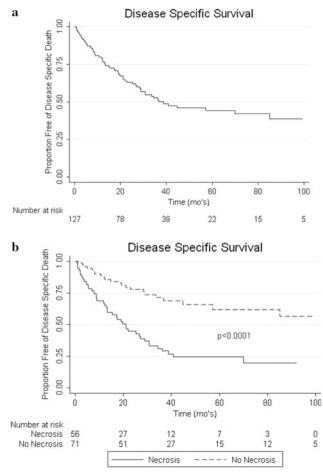 a
Disease Specific Survival
Proportion Free of Disease Specific Death
1.00
0.75
0.50
0.25
0.00
0 20 40 60 80 100
Time (mo's)
Number at risk
127 78 39 22 15 5
b
Disease Specific Survival
Proportion Free of Disease Specific Death
1.00
0.75
0.50
0.25
0.00
p<0.0001
0 20 40 60 80 100
Time (mo's)
Number at risk
Necrosis 56 27 12 7 3 0
No Necrosis 71 51 27 15 12 5
Necrosis No Necrosis